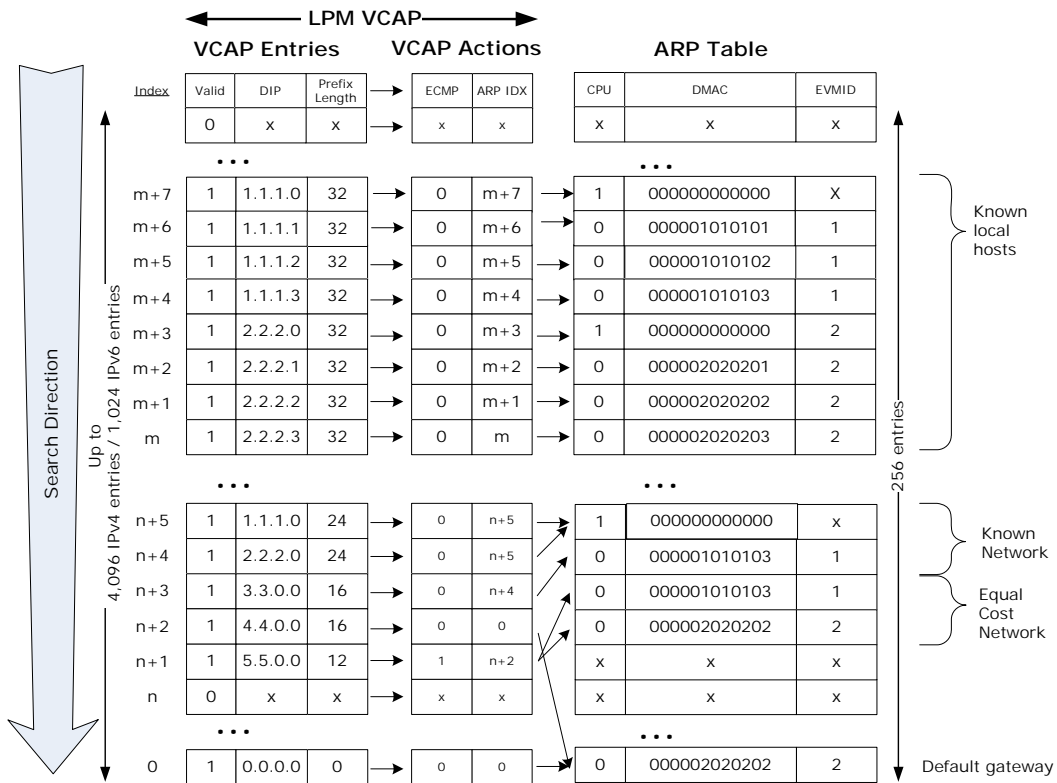 LPM VCAP
VCAP Entries VCAP Actions ARP Table
Index Valid DIP Prefix Length ECMP ARP IDX CPU DMAC EVMID
0 x x x x x x x
... ...
m+7 1 1.1.1.0 32 0 m+7 1 000000000000 X
m+6 1 1.1.1.1 32 0 m+6 0 000001010101 1
m+5 1 1.1.1.2 32 0 m+5 0 000001010102 1
m+4 1 1.1.1.3 32 0 m+4 0 000001010103 1
m+3 1 2.2.2.0 32 0 m+3 1 000000000000 2
m+2 1 2.2.2.1 32 0 m+2 0 000002020201 2
m+1 1 2.2.2.2 32 0 m+1 0 000002020202 2
m 1 2.2.2.3 32 0 m 0 000002020203 2
... ...
n+5 1 1.1.1.0 24 0 n+5 1 000000000000 x
n+4 1 2.2.2.0 24 0 n+5 0 000001010103 1
n+3 1 3.3.0.0 16 0 n+4 0 000001010103 1
n+2 1 4.4.0.0 16 0 0 0 000002020202 2
n+1 1 5.5.0.0 12 1 n+2 x x x
n 0 x x x x x x x
... ...
0 1 0.0.0.0 0 0 0 0 000002020202 2
Search Direction
Up to
4,096 IPv4 entries / 1,024 IPv6 entries
256 entries
Known
local
hosts
Known
Network
Equal
Cost
Network
Default gateway